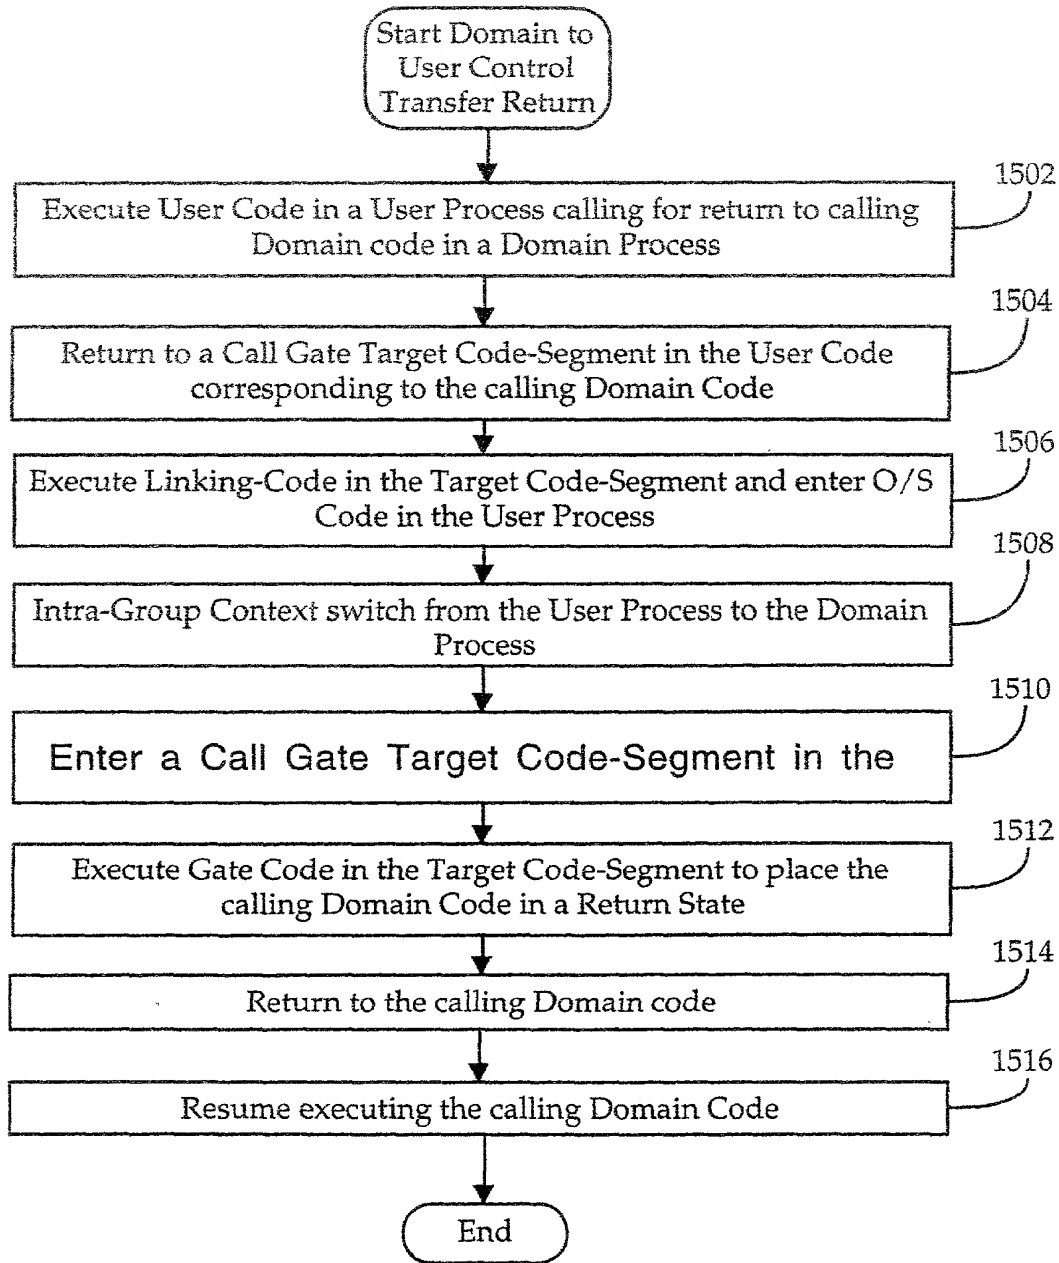 Start Domain to
User Control
Transfer Return
1502
Execute User Code in a User Process calling for return to calling
Domain code in a Domain Process
1504
Return to a Call Gate Target Code-Segment in the User Code
corresponding to the calling Domain Code
1506
Execute Linking-Code in the Target Code-Segment and enter O/S
Code in the User Process
1508
Intra-Group Context switch from the User Process to the Domain
Process
1510
Enter a Call Gate Target Code-Segment in the
1512
Execute Gate Code in the Target Code-Segment to place the
calling Domain Code in a Return State
1514
Return to the calling Domain code
1516
Resume executing the calling Domain Code
End